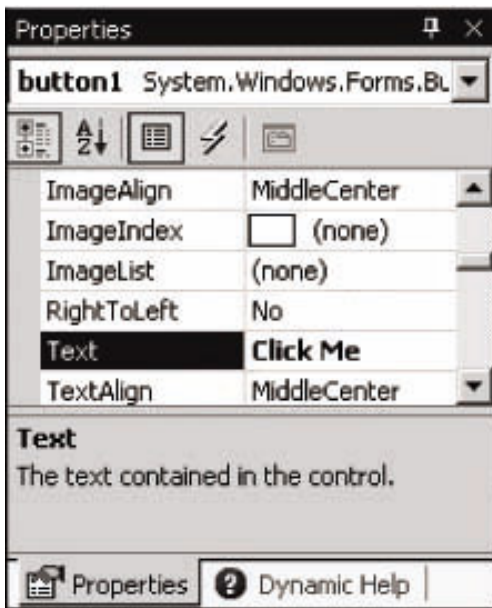 Properties
button1 System.Windows.Forms.Bu
A
Z
ImageAlign MiddleCenter
ImageIndex (none)
ImageList (none)
RightToLeft No
Text Click Me
TextAlign MiddleCenter
Text
The text contained in the control.
Properties ? Dynamic Help